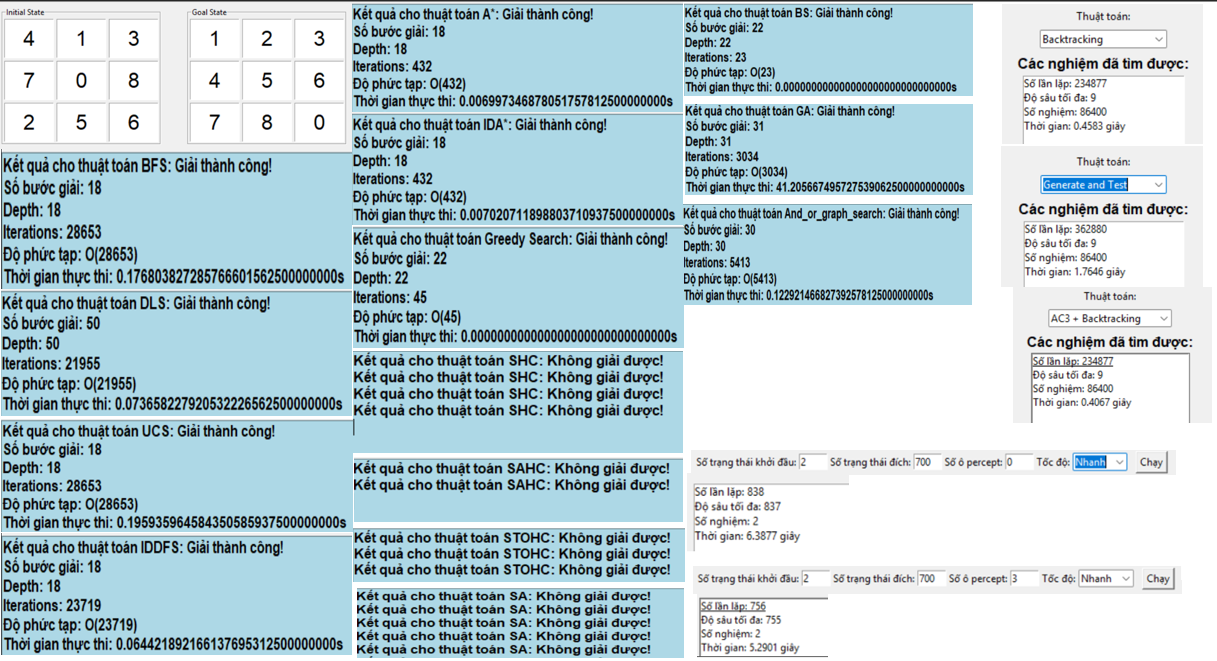 Initial State
4 1 3
7 0 8
2 5 6
Goal State
1 2 3
4 5 6
7 8 0
Kết quả cho thuật toán BFS: Giải thành công!
Số bước giải: 18
Depth: 18
Iterations: 28653
Độ phức tạp: O(28653)
Thời gian thực thi: 0.176803827285766601562500000000s
Kết quả cho thuật toán DLS: Giải thành công!
Số bước giải: 50
Depth: 50
Iterations: 21955
Độ phức tạp: O(21955)
Thời gian thực thi: 0.073658227920532226562500000000s
Kết quả cho thuật toán UCS: Giải thành công!
Số bước giải: 18
Depth: 18
Iterations: 28653
Độ phức tạp: O(28653)
Thời gian thực thi: 0.195935964584350585937500000000s
Kết quả cho thuật toán IDDFS: Giải thành công!
Số bước giải: 18
Depth: 18
Iterations: 23719
Độ phức tạp: O(23719)
Thời gian thực thi: 0.064421892166137695312500000000s
Kết quả cho thuật toán A*: Giải thành công!
Số bước giải: 18
Depth: 18
Iterations: 432
Độ phức tạp: O(432)
Thời gian thực thi: 0.006997346878051757812500000000s
Kết quả cho thuật toán IDA*: Giải thành công!
Số bước giải: 18
Depth: 18
Iterations: 432
Độ phức tạp: O(432)
Thời gian thực thi: 0.007020711898803710937500000000s
Kết quả cho thuật toán Greedy Search: Giải thành công!
Số bước giải: 22
Depth: 22
Iterations: 45
Độ phức tạp: O(45)
Thời gian thực thi: 0.000000000000000000000000000000s
Kết quả cho thuật toán SHC: Không giải được!
Kết quả cho thuật toán SHC: Không giải được!
Kết quả cho thuật toán SHC: Không giải được!
Kết quả cho thuật toán SHC: Không giải được!
Kết quả cho thuật toán SAHC: Không giải được!
Kết quả cho thuật toán SAHC: Không giải được!
Kết quả cho thuật toán STOHC: Không giải được!
Kết quả cho thuật toán STOHC: Không giải được!
Kết quả cho thuật toán STOHC: Không giải được!
Kết quả cho thuật toán SA: Không giải được!
Kết quả cho thuật toán SA: Không giải được!
Kết quả cho thuật toán SA: Không giải được!
Kết quả cho thuật toán SA: Không giải được!
Kết quả cho thuật toán SA: Không giải được!
Kết quả cho thuật toán BS: Giải thành công!
Số bước giải: 22
Depth: 22
Iterations: 23
Độ phức tạp: O(23)
Thời gian thực thi: 0.000000000000000000000000000000s
Kết quả cho thuật toán GA: Giải thành công!
Số bước giải: 31
Depth: 31
Iterations: 3034
Độ phức tạp: O(3034)
Thời gian thực thi: 41.205667495727539062500000000000s
Kết quả cho thuật toán And_or_graph_search: Giải thành công!
Số bước giải: 30
Depth: 30
Iterations: 5413
Độ phức tạp: O(5413)
Thời gian thực thi: 0.122921466827392578125000000000s
Thuật toán:
Backtracking
Các nghiệm đã tìm được:
Số lần lặp: 234877
Độ sâu tối đa: 9
Số nghiệm: 86400
Thời gian: 0.4583 giây
Thuật toán:
Generate and Test
Các nghiệm đã tìm được:
Số lần lặp: 362880
Độ sâu tối đa: 9
Số nghiệm: 86400
Thời gian: 1.7646 giây
Thuật toán:
AC3 + Backtracking
Các nghiệm đã tìm được:
Số lần lặp: 234877
Độ sâu tối đa: 9
Số nghiệm: 86400
Thời gian: 0.4067 giây
Số trạng thái khởi đầu: 2 Số trạng thái đích: 700 Số ô percept: 0 Tốc độ: Nhanh Chạy
Số lần lặp: 838
Độ sâu tối đa: 837
Số nghiệm: 2
Thời gian: 6.3877 giây
Số trạng thái khởi đầu: 2 Số trạng thái đích: 700 Số ô percept: 3 Tốc độ: Nhanh Chạy
Số lần lặp: 756
Độ sâu tối đa: 755
Số nghiệm: 2
Thời gian: 5.2901 giây